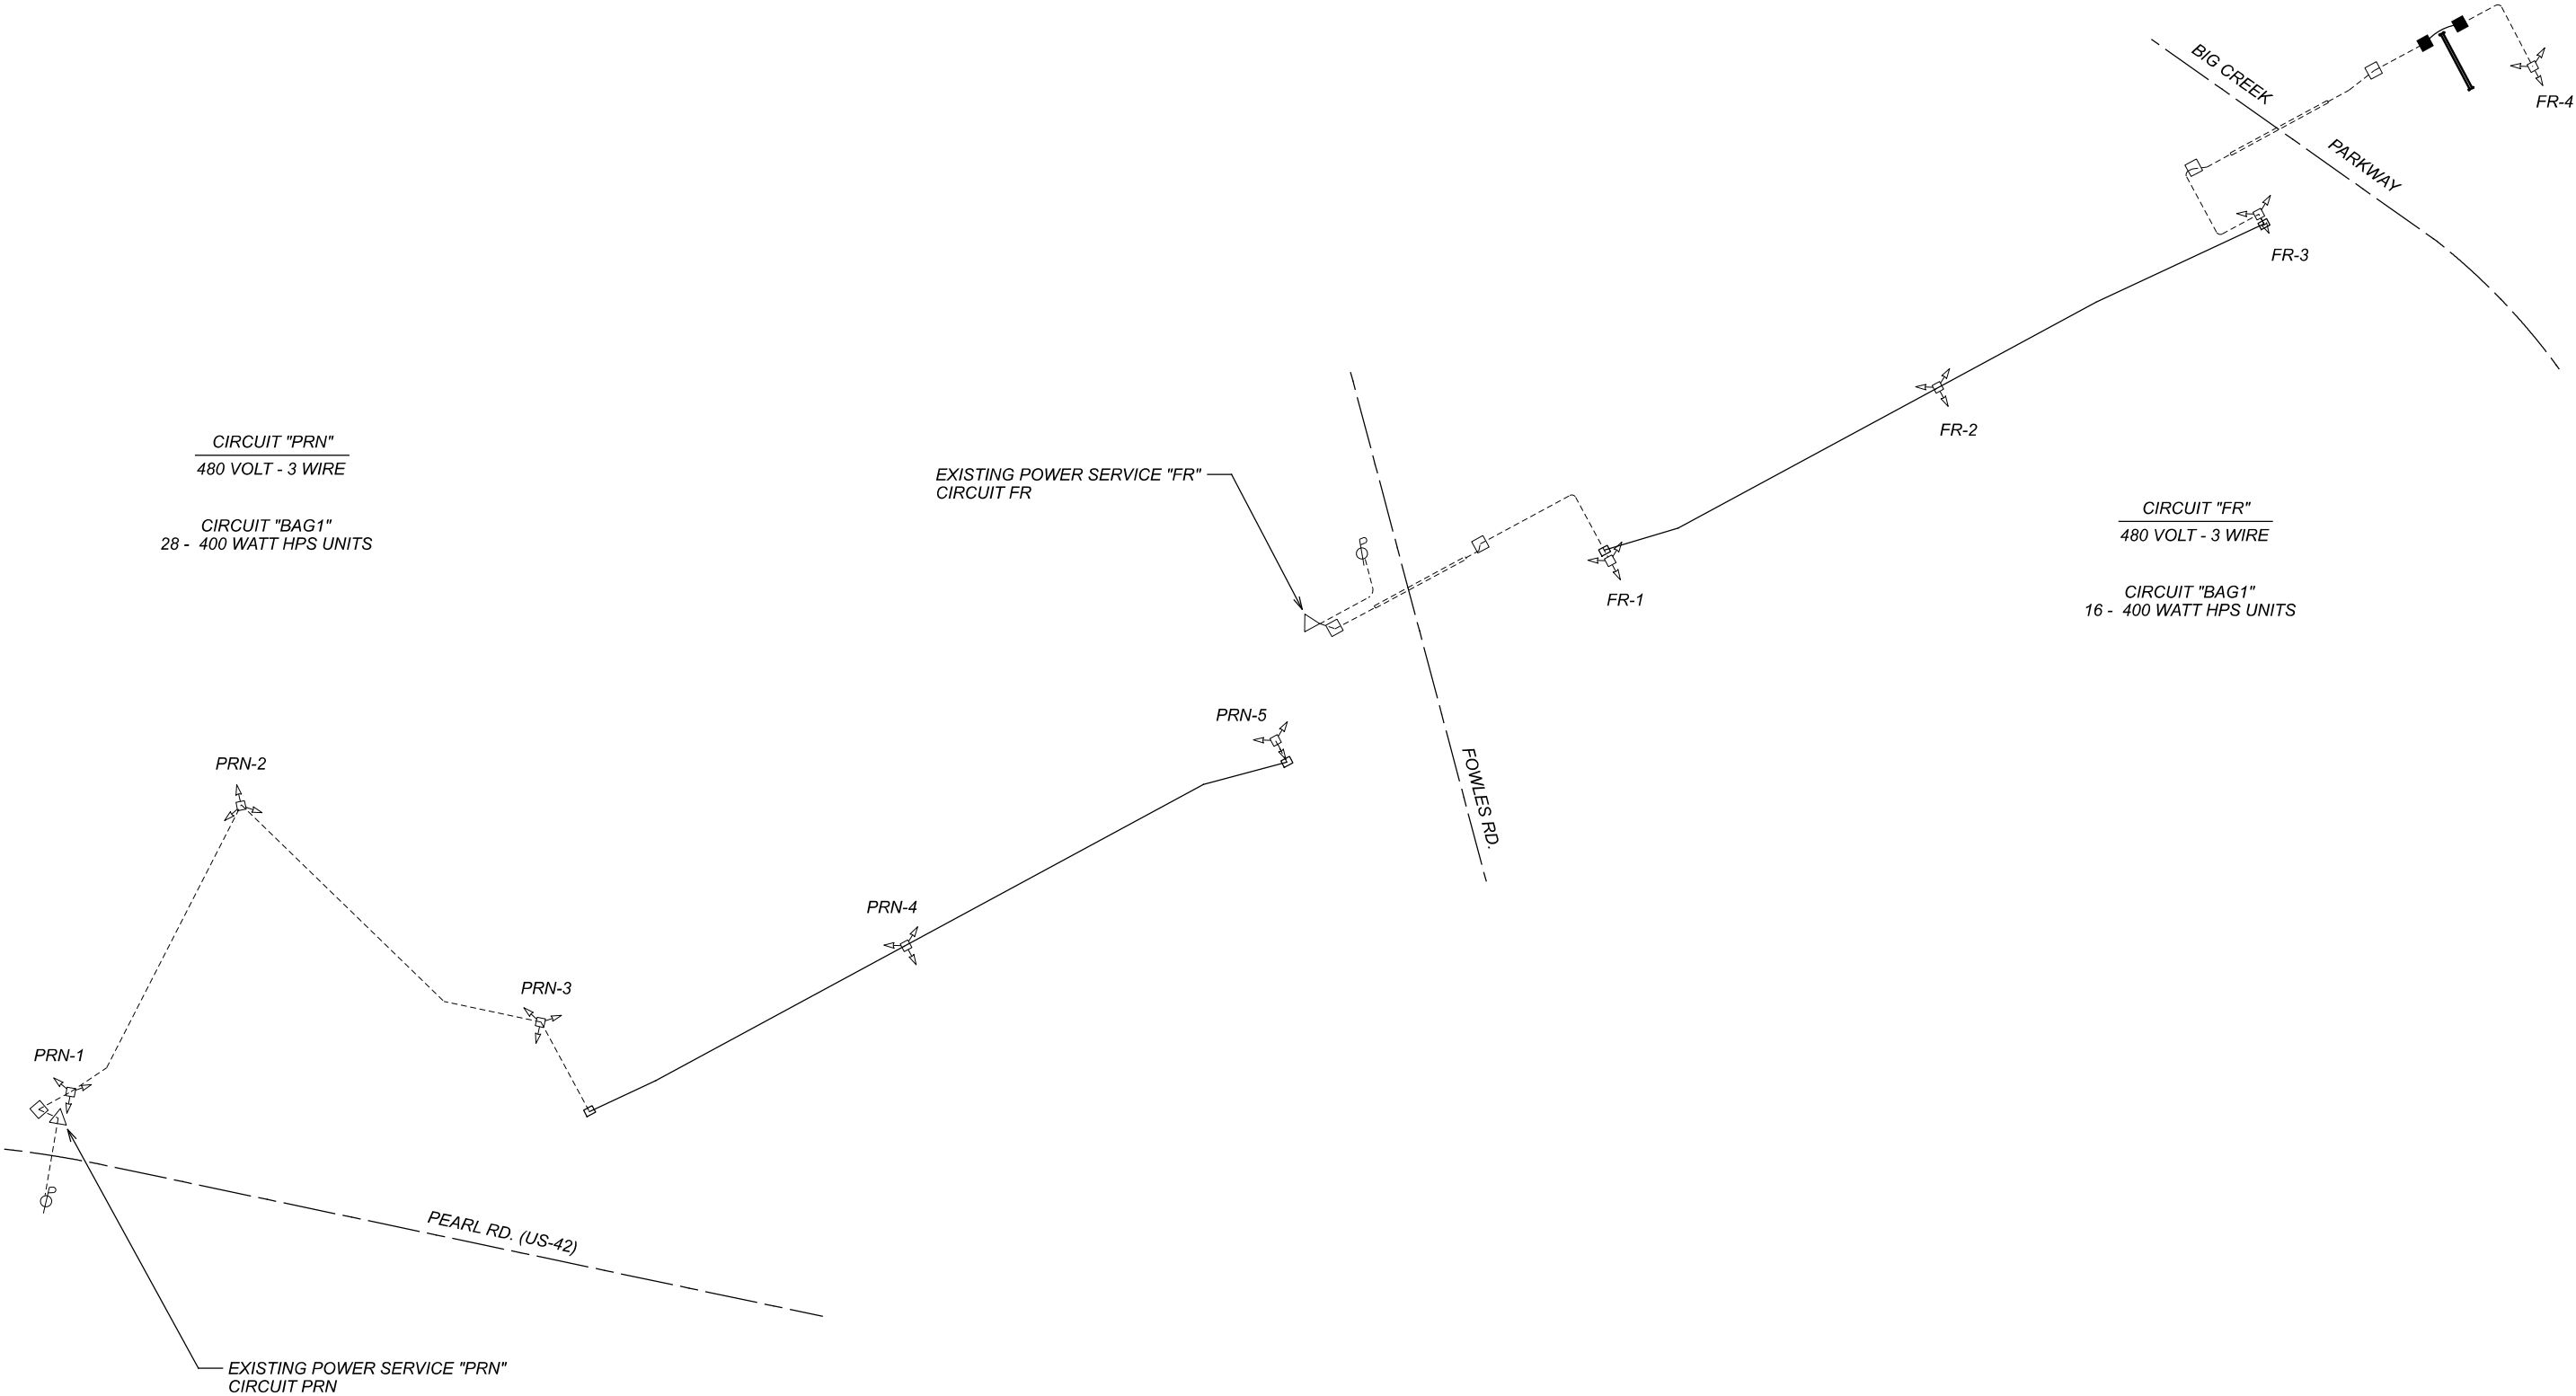 BIG CREEK
PARKWAY
FR-4
FR-3
FR-2
CIRCUIT "PRN"
480 VOLT - 3 WIRE
CIRCUIT "BAG1"
28 - 400 WATT HPS UNITS
EXISTING POWER SERVICE "FR"
CIRCUIT FR
CIRCUIT "FR"
480 VOLT - 3 WIRE
CIRCUIT "BAG1"
16 - 400 WATT HPS UNITS
FR-1
PRN-5
FOWLES RD.
PRN-2
PRN-4
PRN-3
PRN-1
PEARL RD. (US-42)
EXISTING POWER SERVICE "PRN"
CIRCUIT PRN